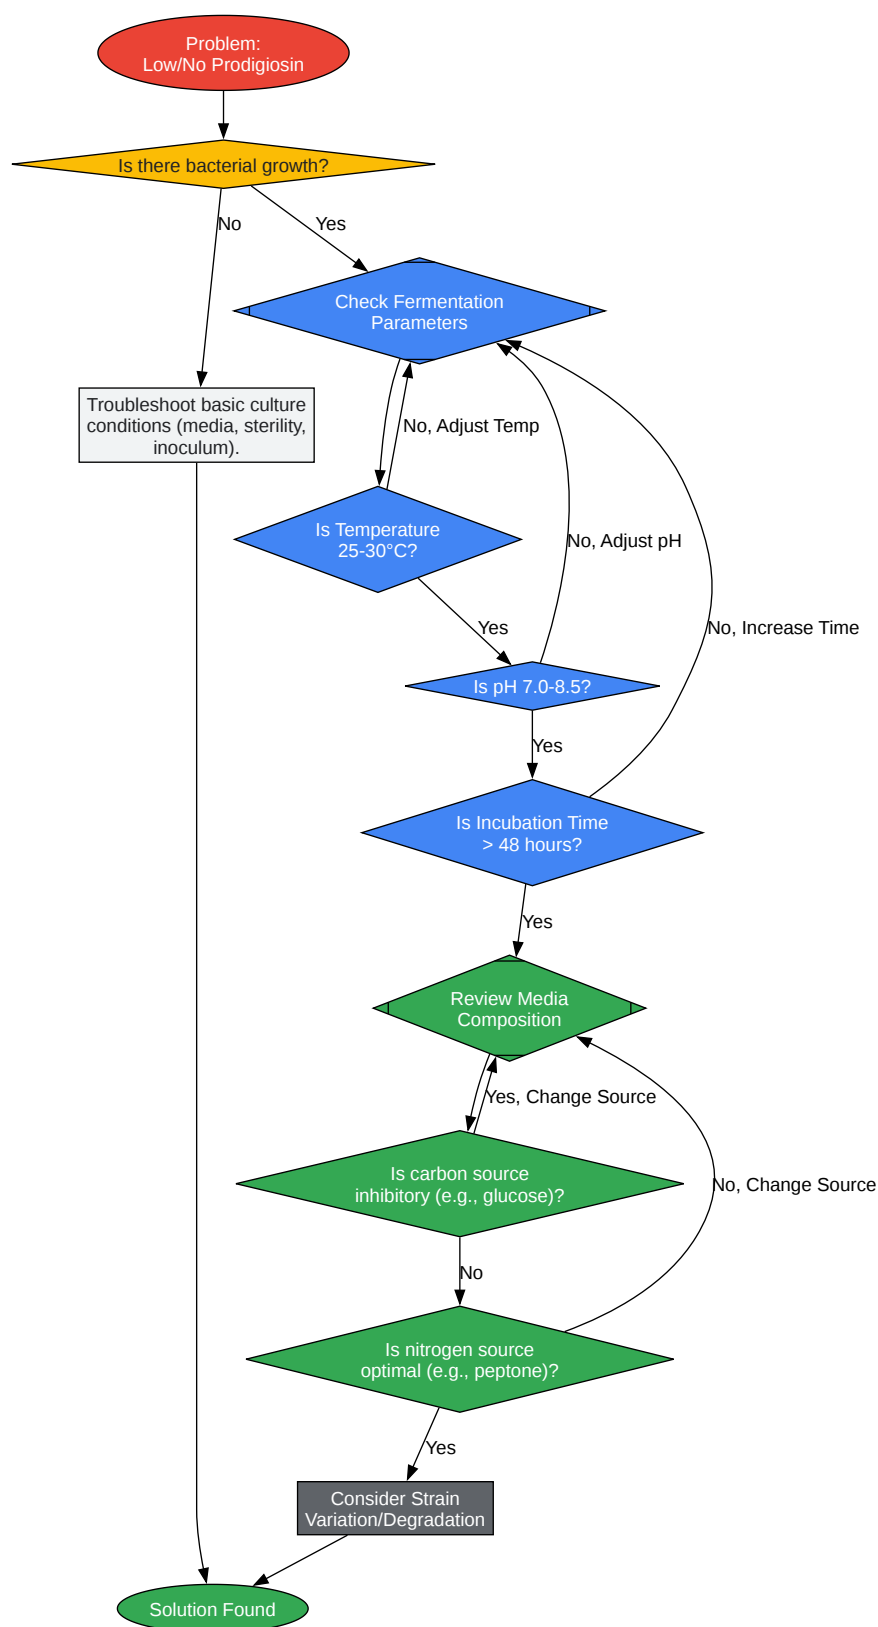 Problem:
Low/No Prodigiosin
Is there bacterial growth?
No
Yes
Check Fermentation
Parameters
Troubleshoot basic culture
conditions (media, sterility,
inoculum).
No, Adjust Temp
Is Temperature
25-30°C?
No, Adjust pH
Yes
No, Increase Time
Is pH 7.0-8.5?
Yes
Is Incubation Time
> 48 hours?
Yes
Review Media
Composition
Yes, Change Source
Is carbon source
inhibitory (e.g., glucose)?
No, Change Source
No
Is nitrogen source
optimal (e.g., peptone)?
Yes
Consider Strain
Variation/Degradation
Solution Found